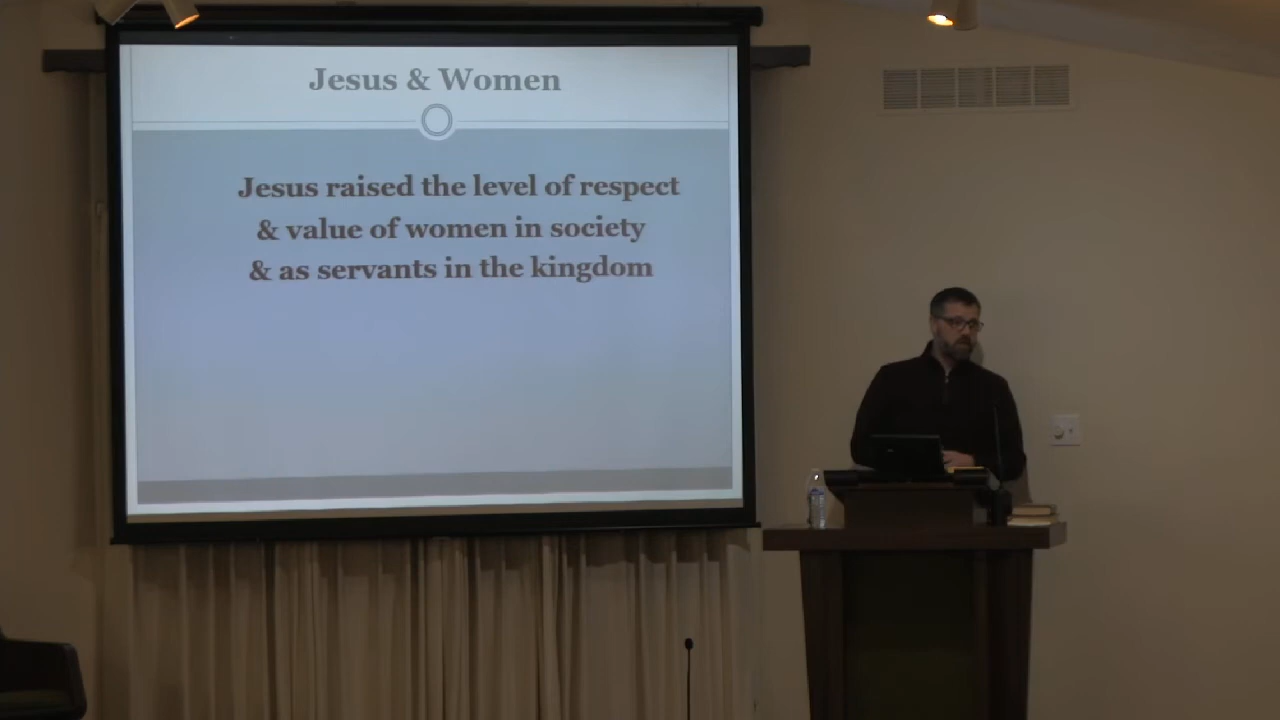 Jesus & Women
Jesus raised the level of respect
& value of women in society
& as servants in the kingdom